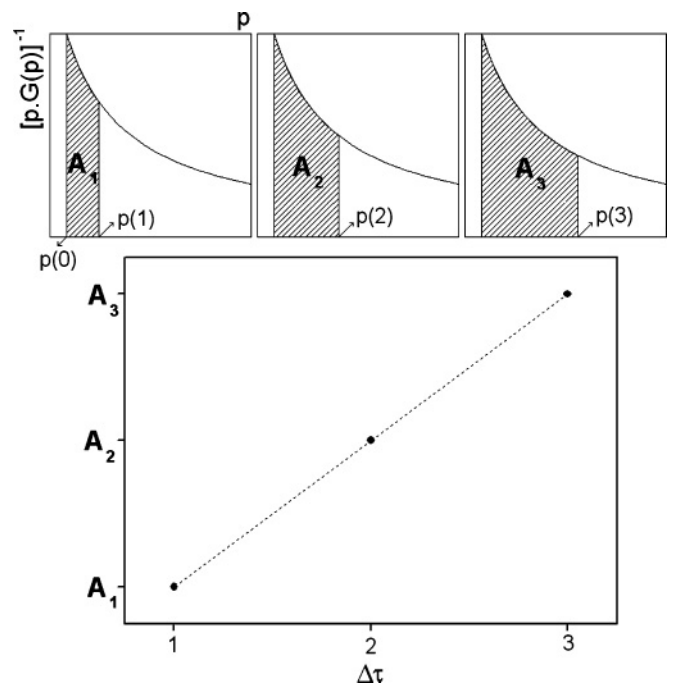 p
[p.G(p)]⁻¹
A₁
A₂
A₃
p(1)
p(2)
p(3)
p(0)
A₃
A₂
A₁
1 2 3
Δτ